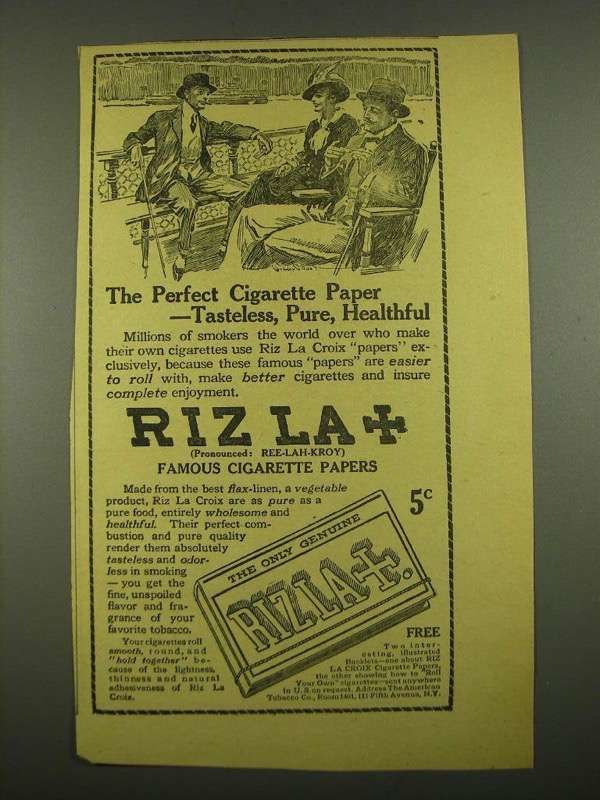 The Perfect Cigarette Paper
—Tasteless, Pure, Healthful
Millions of smokers the world over who make
their own cigarettes use Riz La Croix "papers" ex-
clusively, because these famous "papers" are easier
to roll with, make better cigarettes and insure
complete enjoyment.
RIZ LA +
(Pronounced: REE-LAH-KROY)
FAMOUS CIGARETTE PAPERS
Made from the best flax-linen, a vegetable
product, Riz La Croix are as pure as a
pure food, entirely wholesome and
healthful. Their perfect com-
bustion and pure quality
render them absolutely
tasteless and odor-
less in smoking
—you get the
fine, unspoiled
flavor and fra-
grance of your
favorite tobacco.
Your cigarettes roll
smooth, round, and
"hold together" be-
cause of the lightness,
thinness and natural
adhesiveness of Riz La
Croix.
5c
THE ONLY GENUINE
RIZ LA +.
FREE
Two inter-
esting, illustrated
Booklets—one about RIZ
LA CROIX Cigarette Papers,
the other showing how to "Roll
Your Own" cigarettes—sent anywhere
in U.S. on request. Address The American
Tobacco Co., Room 1401, 111 Fifth Avenue, N.Y.